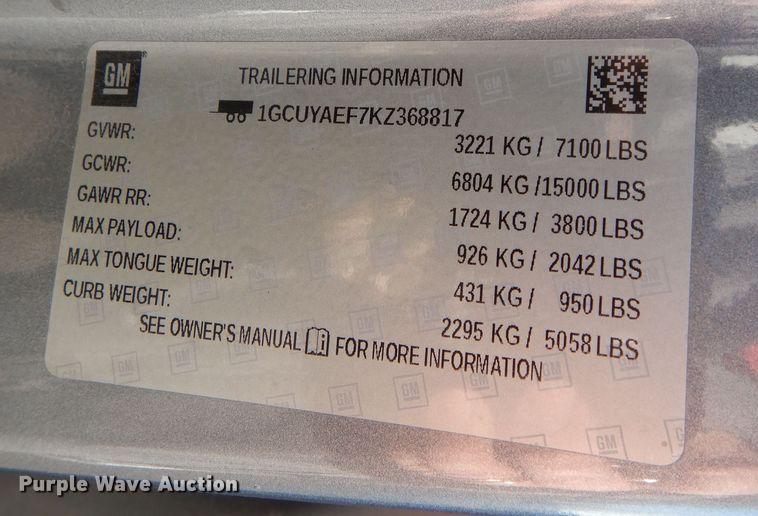 GM
TRAILERING INFORMATION
1GCUYAEF7KZ368817
GVWR: 3221 KG / 7100 LBS
GCWR: 6804 KG /15000 LBS
GAWR RR: 1724 KG / 3800 LBS
MAX PAYLOAD: 926 KG / 2042 LBS
MAX TONGUE WEIGHT: 431 KG / 950 LBS
CURB WEIGHT: 2295 KG / 5058 LBS
SEE OWNER'S MANUAL FOR MORE INFORMATION
Purple Wave Auction